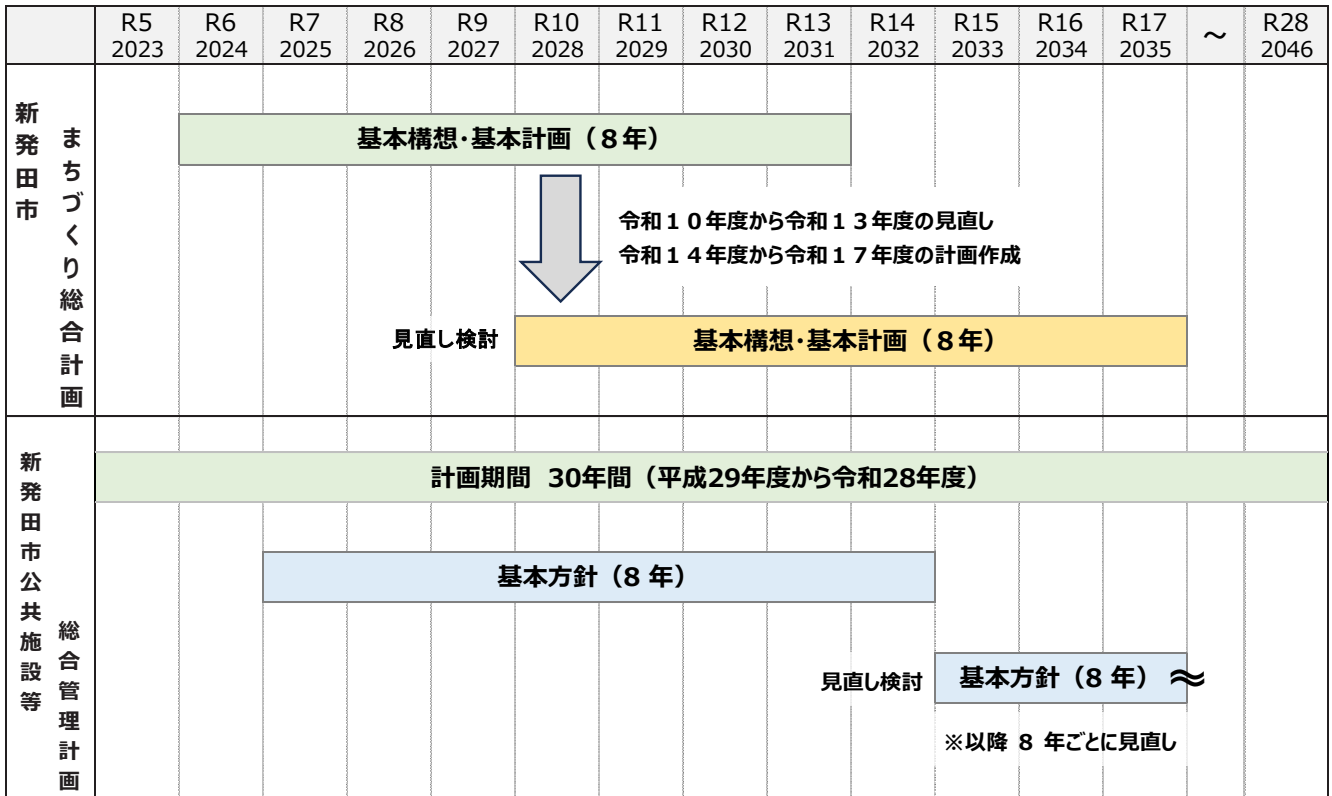 R5 R6 R7 R8 R9 R10 R11 R12 R13 R14 R15 R16 R17 ～ R28
2023 2024 2025 2026 2027 2028 2029 2030 2031 2032 2033 2034 2035 2046
新発田市
まちづくり総合計画
基本構想・基本計画（８年）
令和１０年度から令和１３年度の見直し
令和１４年度から令和１７年度の計画作成
見直し検討
基本構想・基本計画（８年）
新発田市公共施設等
総合管理計画
計画期間 30年間（平成29年度から令和28年度）
基本方針（8 年）
見直し検討
基本方針（8 年）≈
※以降 8 年ごとに見直し